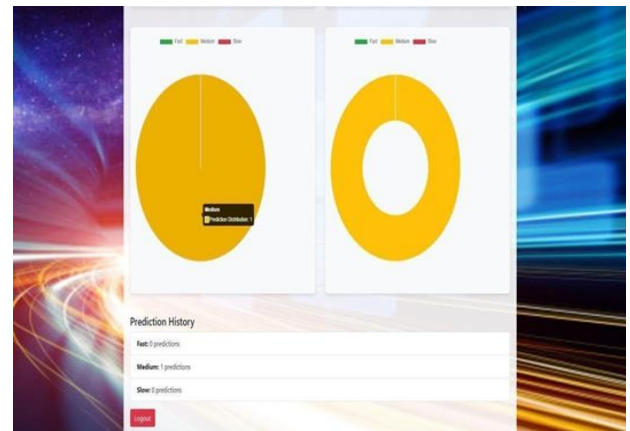 Fast Medium Slow
Fast Medium Slow
Medium
Prediction Distribution: 1
Prediction History
Fast: 0 predictions
Medium: 1 predictions
Slow: 0 predictions
Logout